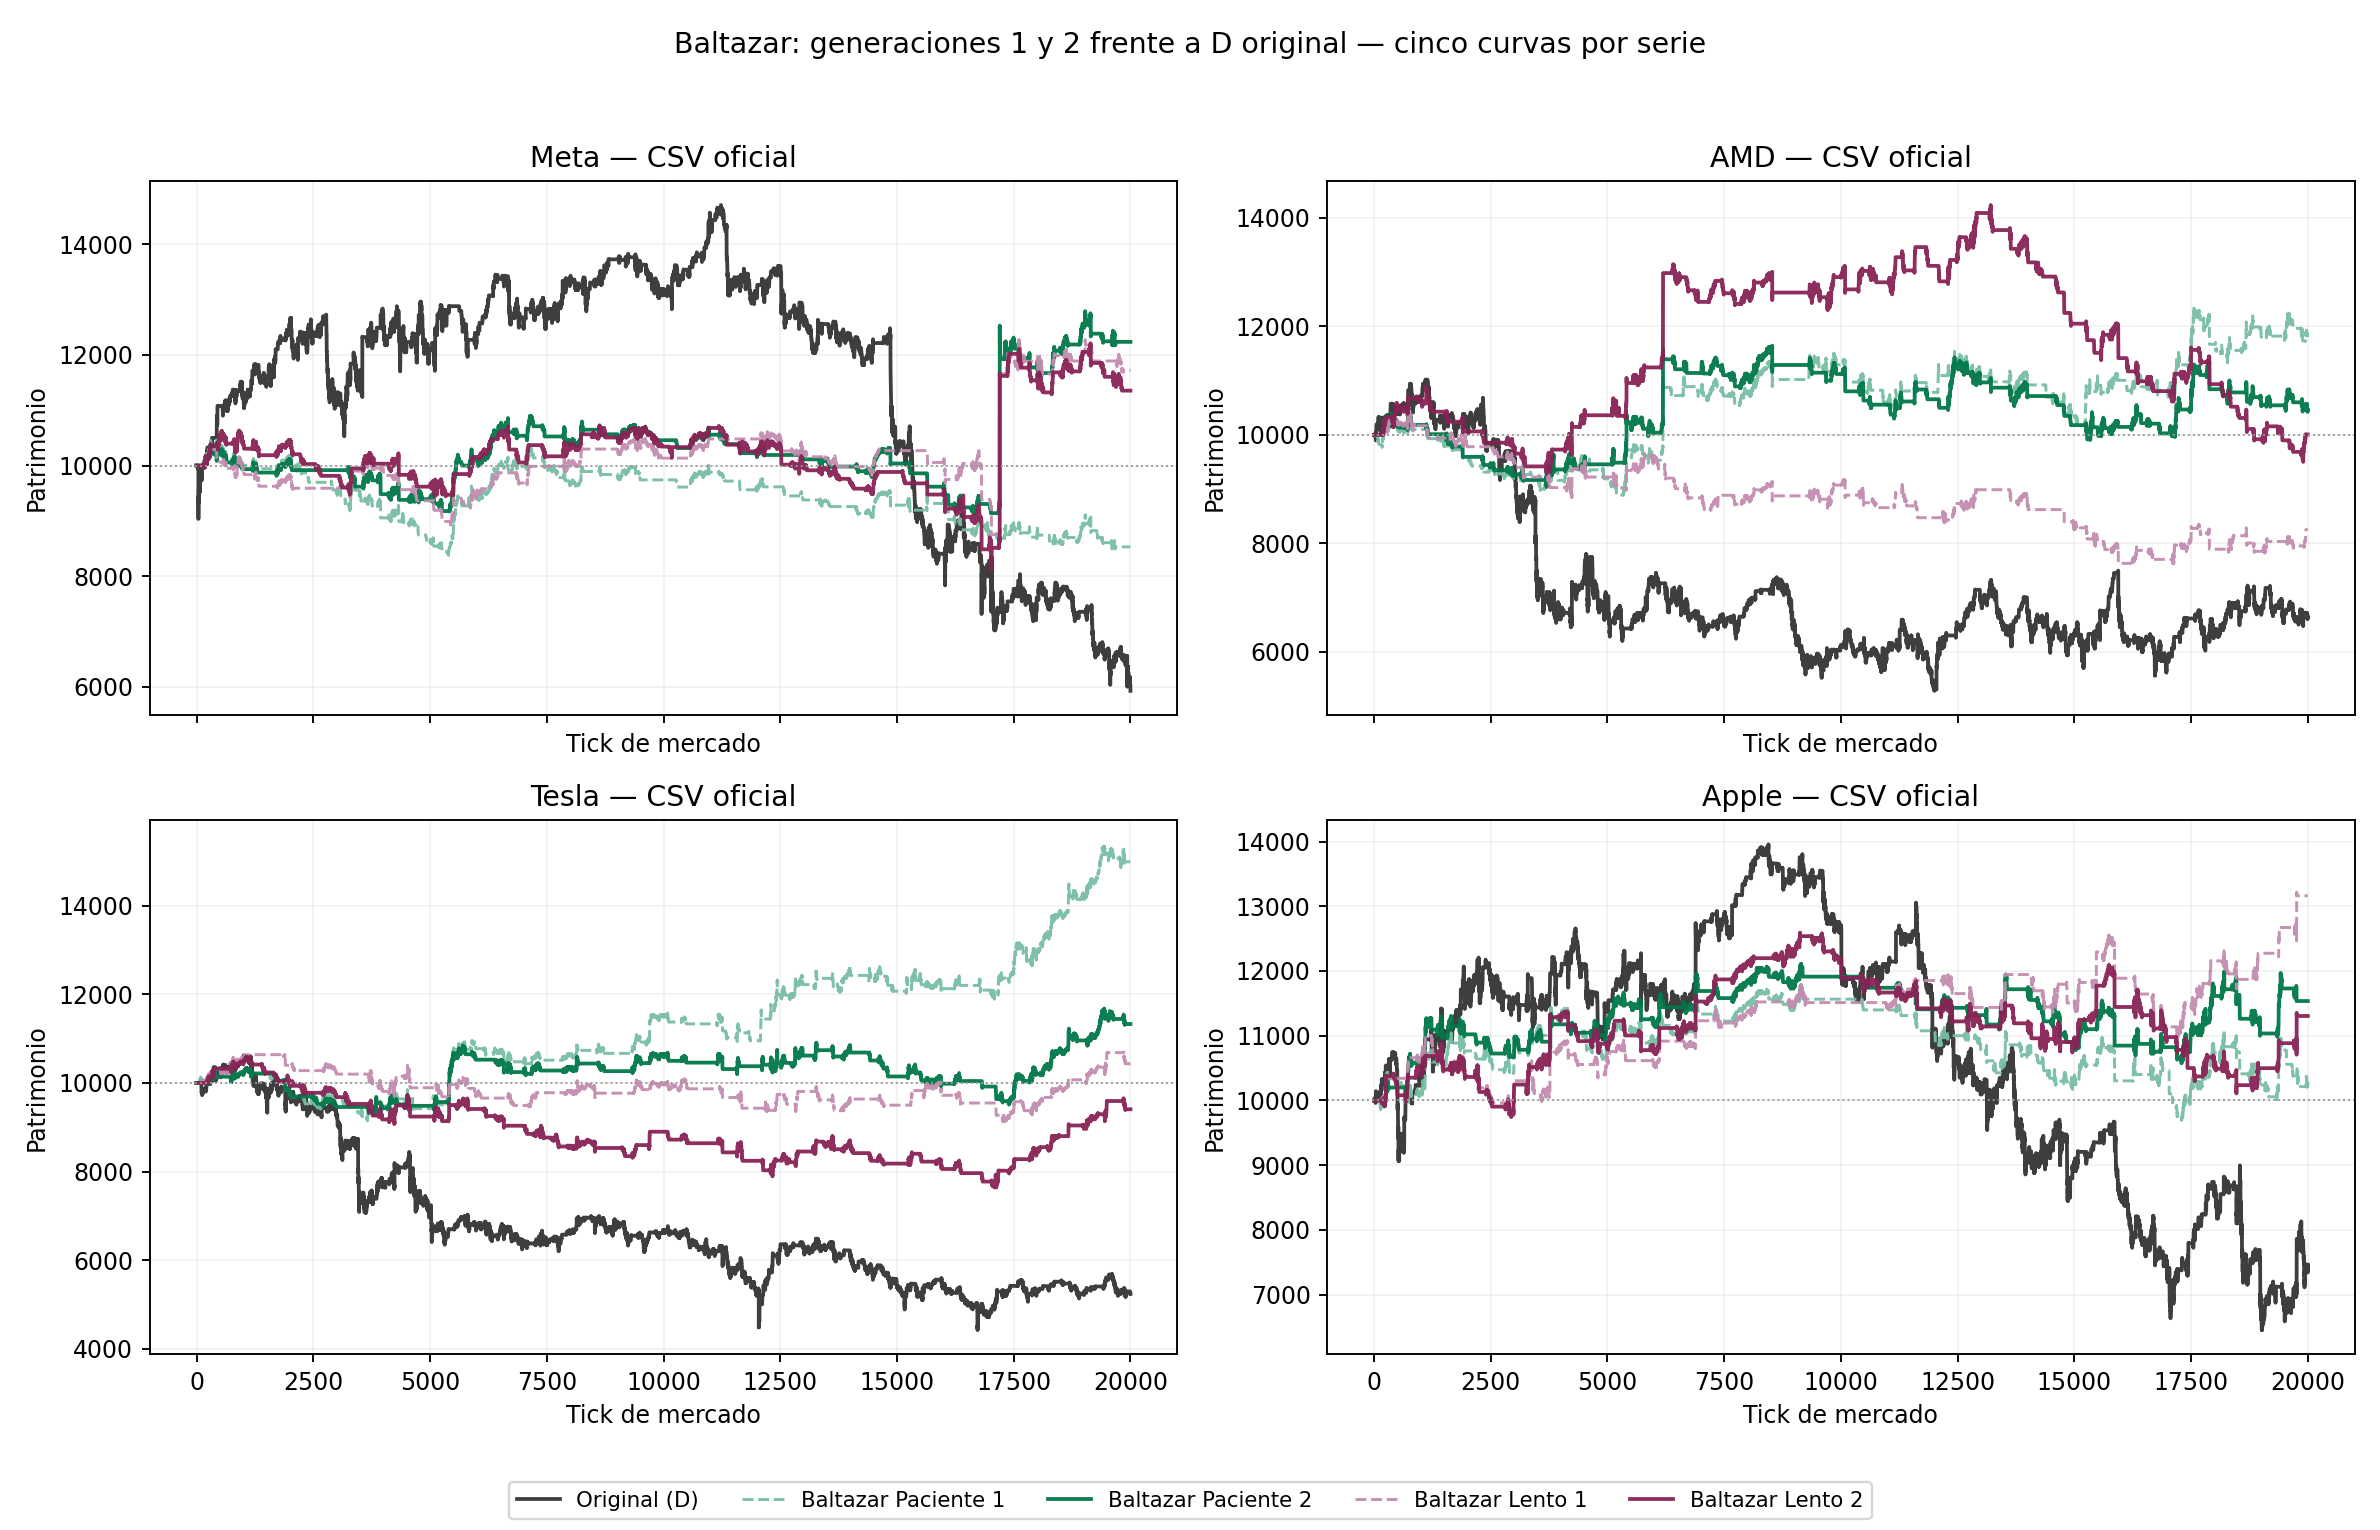 Baltazar: generaciones 1 y 2 frente a D original — cinco curvas por serie
Meta — CSV oficial
Patrimonio
14000
12000
10000
8000
6000
Tick de mercado
AMD — CSV oficial
Patrimonio
14000
12000
10000
8000
6000
Tick de mercado
Tesla — CSV oficial
Patrimonio
14000
12000
10000
8000
6000
4000
0 2500 5000 7500 10000 12500 15000 17500 20000
Tick de mercado
Apple — CSV oficial
Patrimonio
14000
13000
12000
11000
10000
9000
8000
7000
0 2500 5000 7500 10000 12500 15000 17500 20000
Tick de mercado
Original (D) Baltazar Paciente 1 Baltazar Paciente 2 Baltazar Lento 1 Baltazar Lento 2